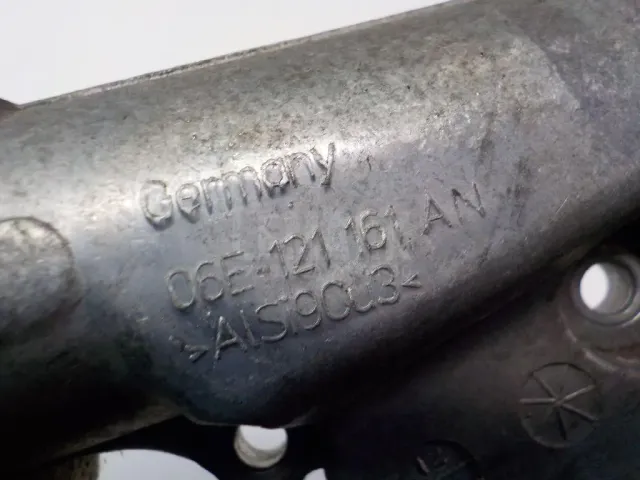 Germany
06E-121 161 AN
>AlSi9Cu3<